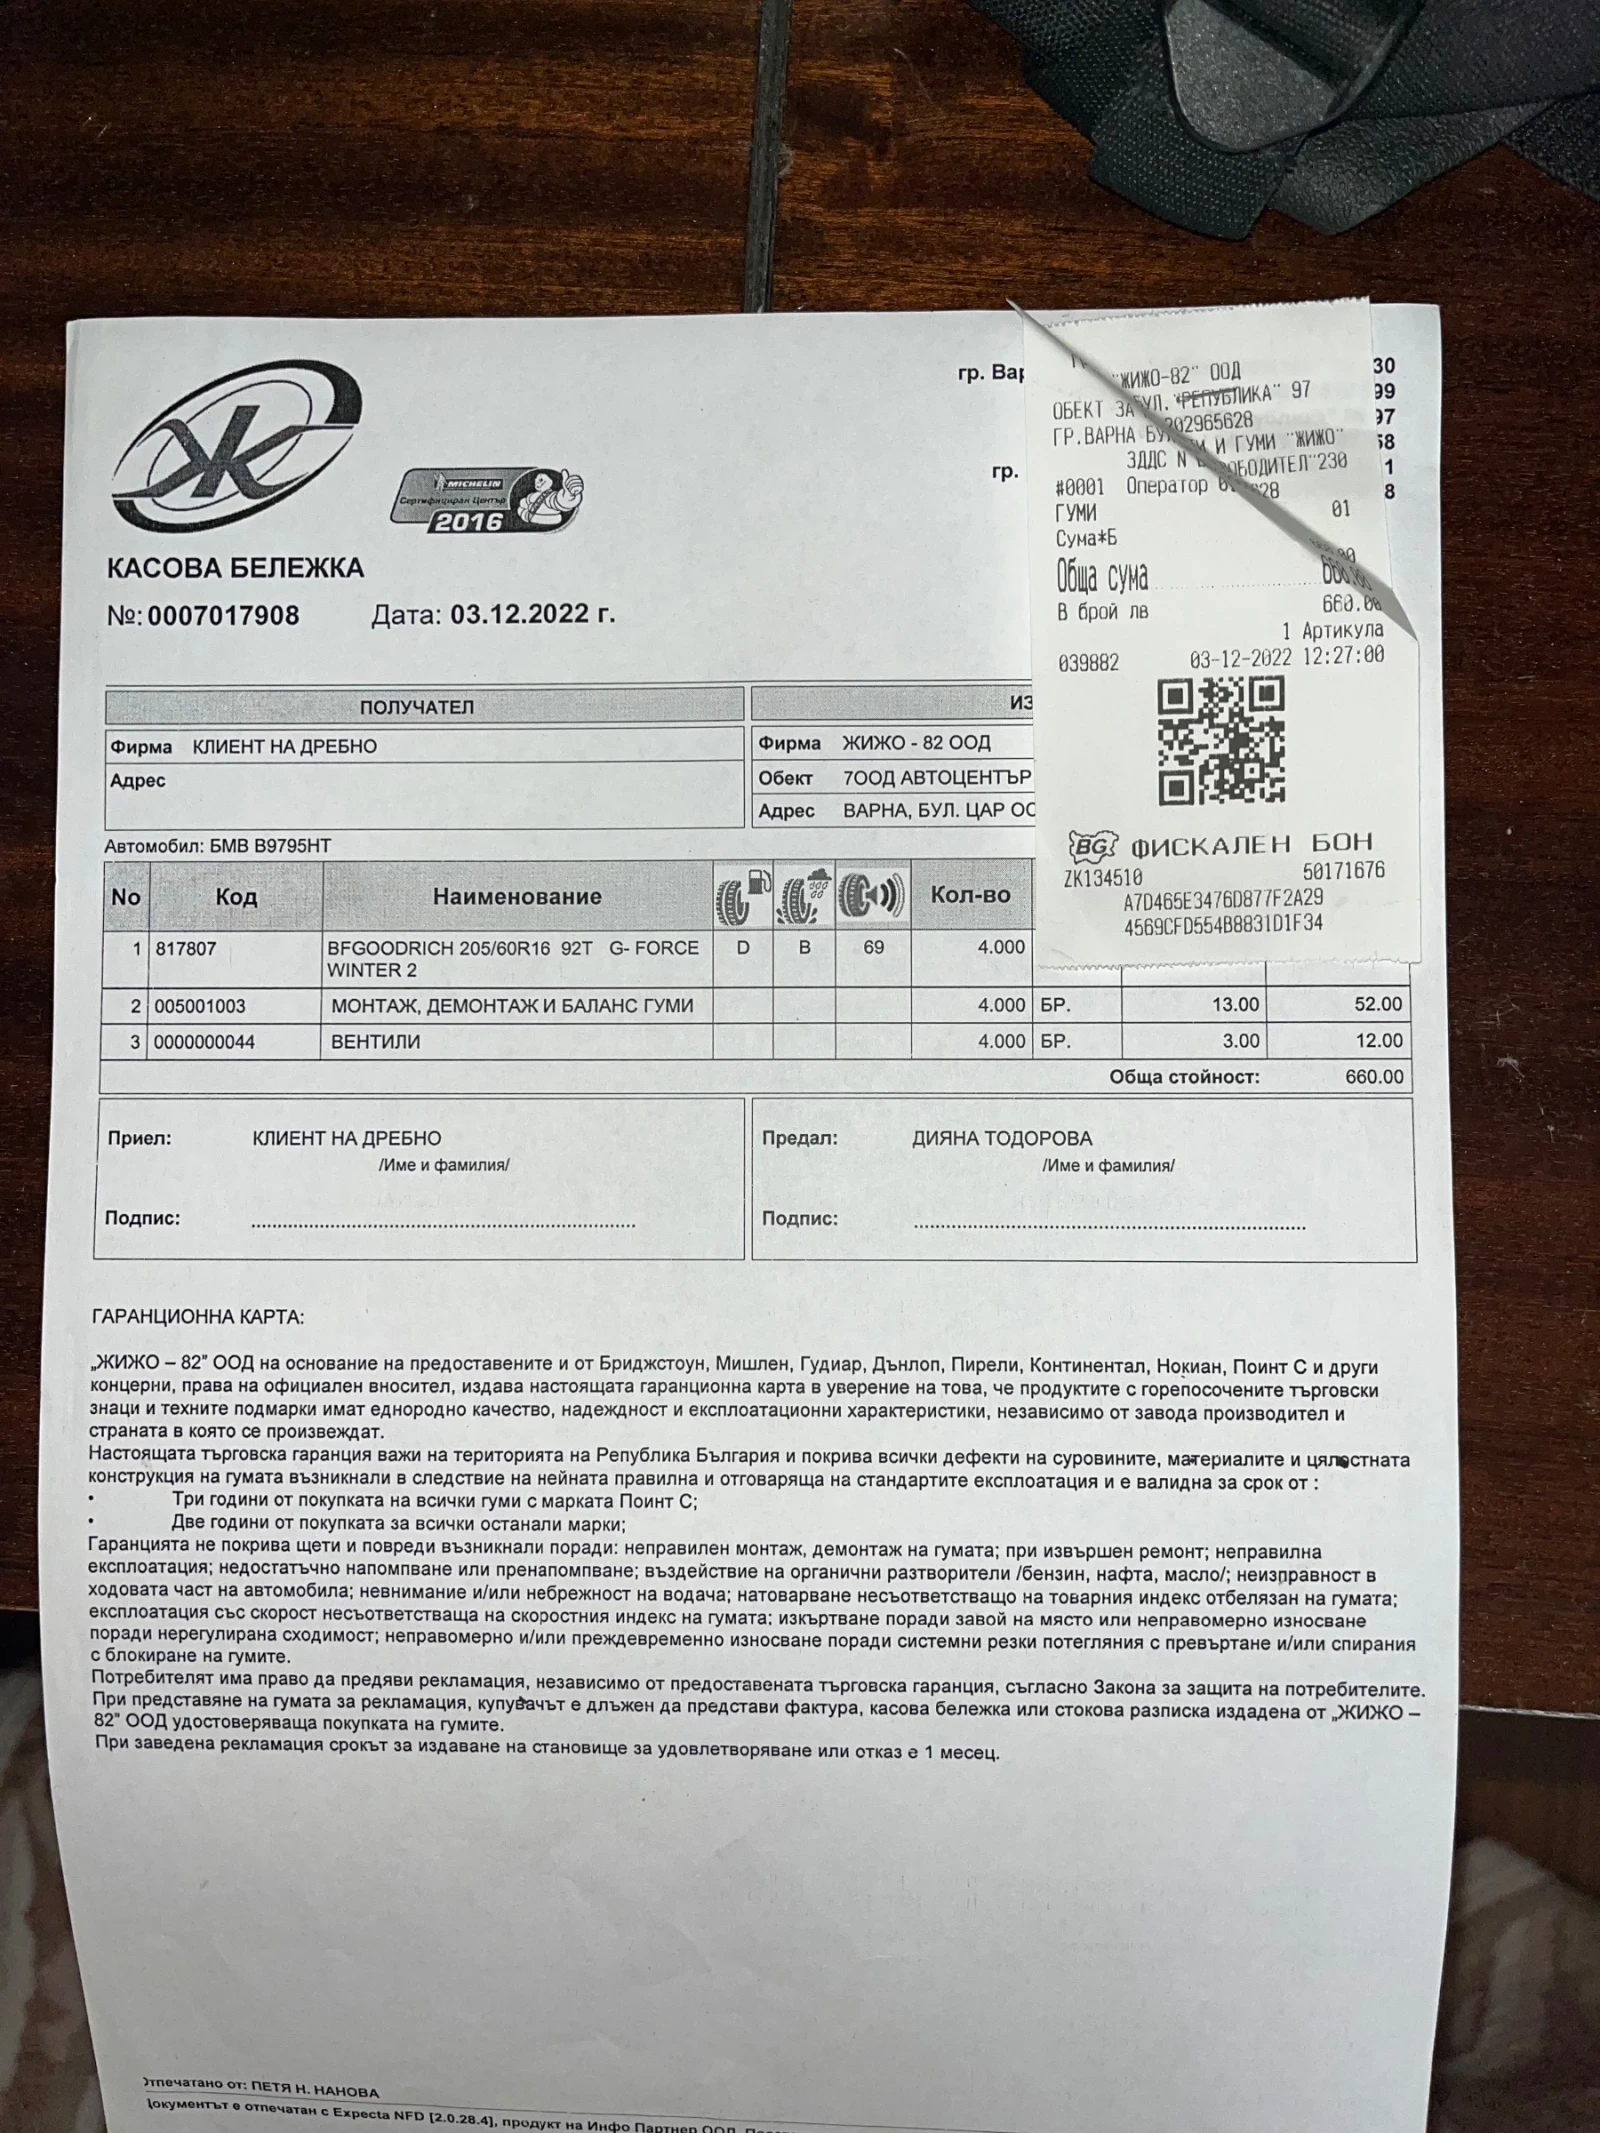 гр. Вар
30
99
97
58
гр.
1
8
MICHELIN
Сертифициран Център
2016
КАСОВА БЕЛЕЖКА
№: 0007017908 Дата: 03.12.2022 г.
"ЖИЖО-82" ООД
УЛ. "РЕПУБЛИКА" 97
ОБЕКТ ЗА
202965628
ГР.ВАРНА И ГУМИ "ЖИЖО"
ЗДДС N
"230
#0001 Оператор
01
ГУМИ
Сума*Б
Обща сума 660.
В брой лв 660.00
1 Артикула
039882 03-12-2022 12:27:00
BG ФИСКАЛЕН БОН
ZK134510 50171676
A7D465E3476D877F2A29
4569CFD554B8831D1F34
ПОЛУЧАТЕЛ ИЗ
Фирма КЛИЕНТ НА ДРЕБНО
Адрес
Фирма ЖИЖО - 82 ООД
Обект 7ООД АВТОЦЕНТЪР
Адрес ВАРНА, БУЛ. ЦАР ОС
Автомобил: БМВ В9795НТ
No Код Наименование Кол-во
1 817807 BFGOODRICH 205/60R16 92T G- FORCE D B 69 4.000
WINTER 2
2 005001003 МОНТАЖ, ДЕМОНТАЖ И БАЛАНС ГУМИ 4.000 БР. 13.00 52.00
3 0000000044 ВЕНТИЛИ 4.000 БР. 3.00 12.00
Обща стойност: 660.00
Приел: КЛИЕНТ НА ДРЕБНО
/Име и фамилия/
Подпис:
Предал: ДИЯНА ТОДОРОВА
/Име и фамилия/
Подпис:
ГАРАНЦИОННА КАРТА:
„ЖИЖО – 82" ООД на основание на предоставените и от Бриджстоун, Мишлен, Гудиар, Дънлоп, Пирели, Континентал, Нокиан, Поинт С и други
концерни, права на официален вносител, издава настоящата гаранционна карта в уверение на това, че продуктите с горепосочените търговски
знаци и техните подмарки имат еднородно качество, надеждност и експлоатационни характеристики, независимо от завода производител и
страната в която се произвеждат.
Настоящата търговска гаранция важи на територията на Република България и покрива всички дефекти на суровините, материалите и цялостната
конструкция на гумата възникнали в следствие на нейната правилна и отговаряща на стандартите експлоатация и е валидна за срок от :
• Три години от покупката на всички гуми с марката Поинт С;
• Две години от покупката за всички останали марки;
Гаранцията не покрива щети и повреди възникнали поради: неправилен монтаж, демонтаж на гумата; при извършен ремонт; неправилна
експлоатация; недостатъчно напомпване или пренапомпване; въздействие на органични разтворители /бензин, нафта, масло/; неизправност в
ходовата част на автомобила; невнимание и/или небрежност на водача; натоварване несъответстващо на товарния индекс отбелязан на гумата;
експлоатация със скорост несъответстваща на скоростния индекс на гумата; изкъртване поради завой на място или неправомерно износване
поради нерегулирана сходимост; неправомерно и/или преждевременно износване поради системни резки потегляния с превъртане и/или спирания
с блокиране на гумите.
Потребителят има право да предяви рекламация, независимо от предоставената търговска гаранция, съгласно Закона за защита на потребителите.
При представяне на гумата за рекламация, купувачът е длъжен да представи фактура, касова бележка или стокова разписка издадена от „ЖИЖО –
82" ООД удостоверяваща покупката на гумите.
При заведена рекламация срокът за издаване на становище за удовлетворяване или отказ е 1 месец.
Отпечатано от: ПЕТЯ Н. НАНОВА
Документът е отпечатан с Expecta NFD [2.0.28.4], продукт на Инфо Партнер ООД